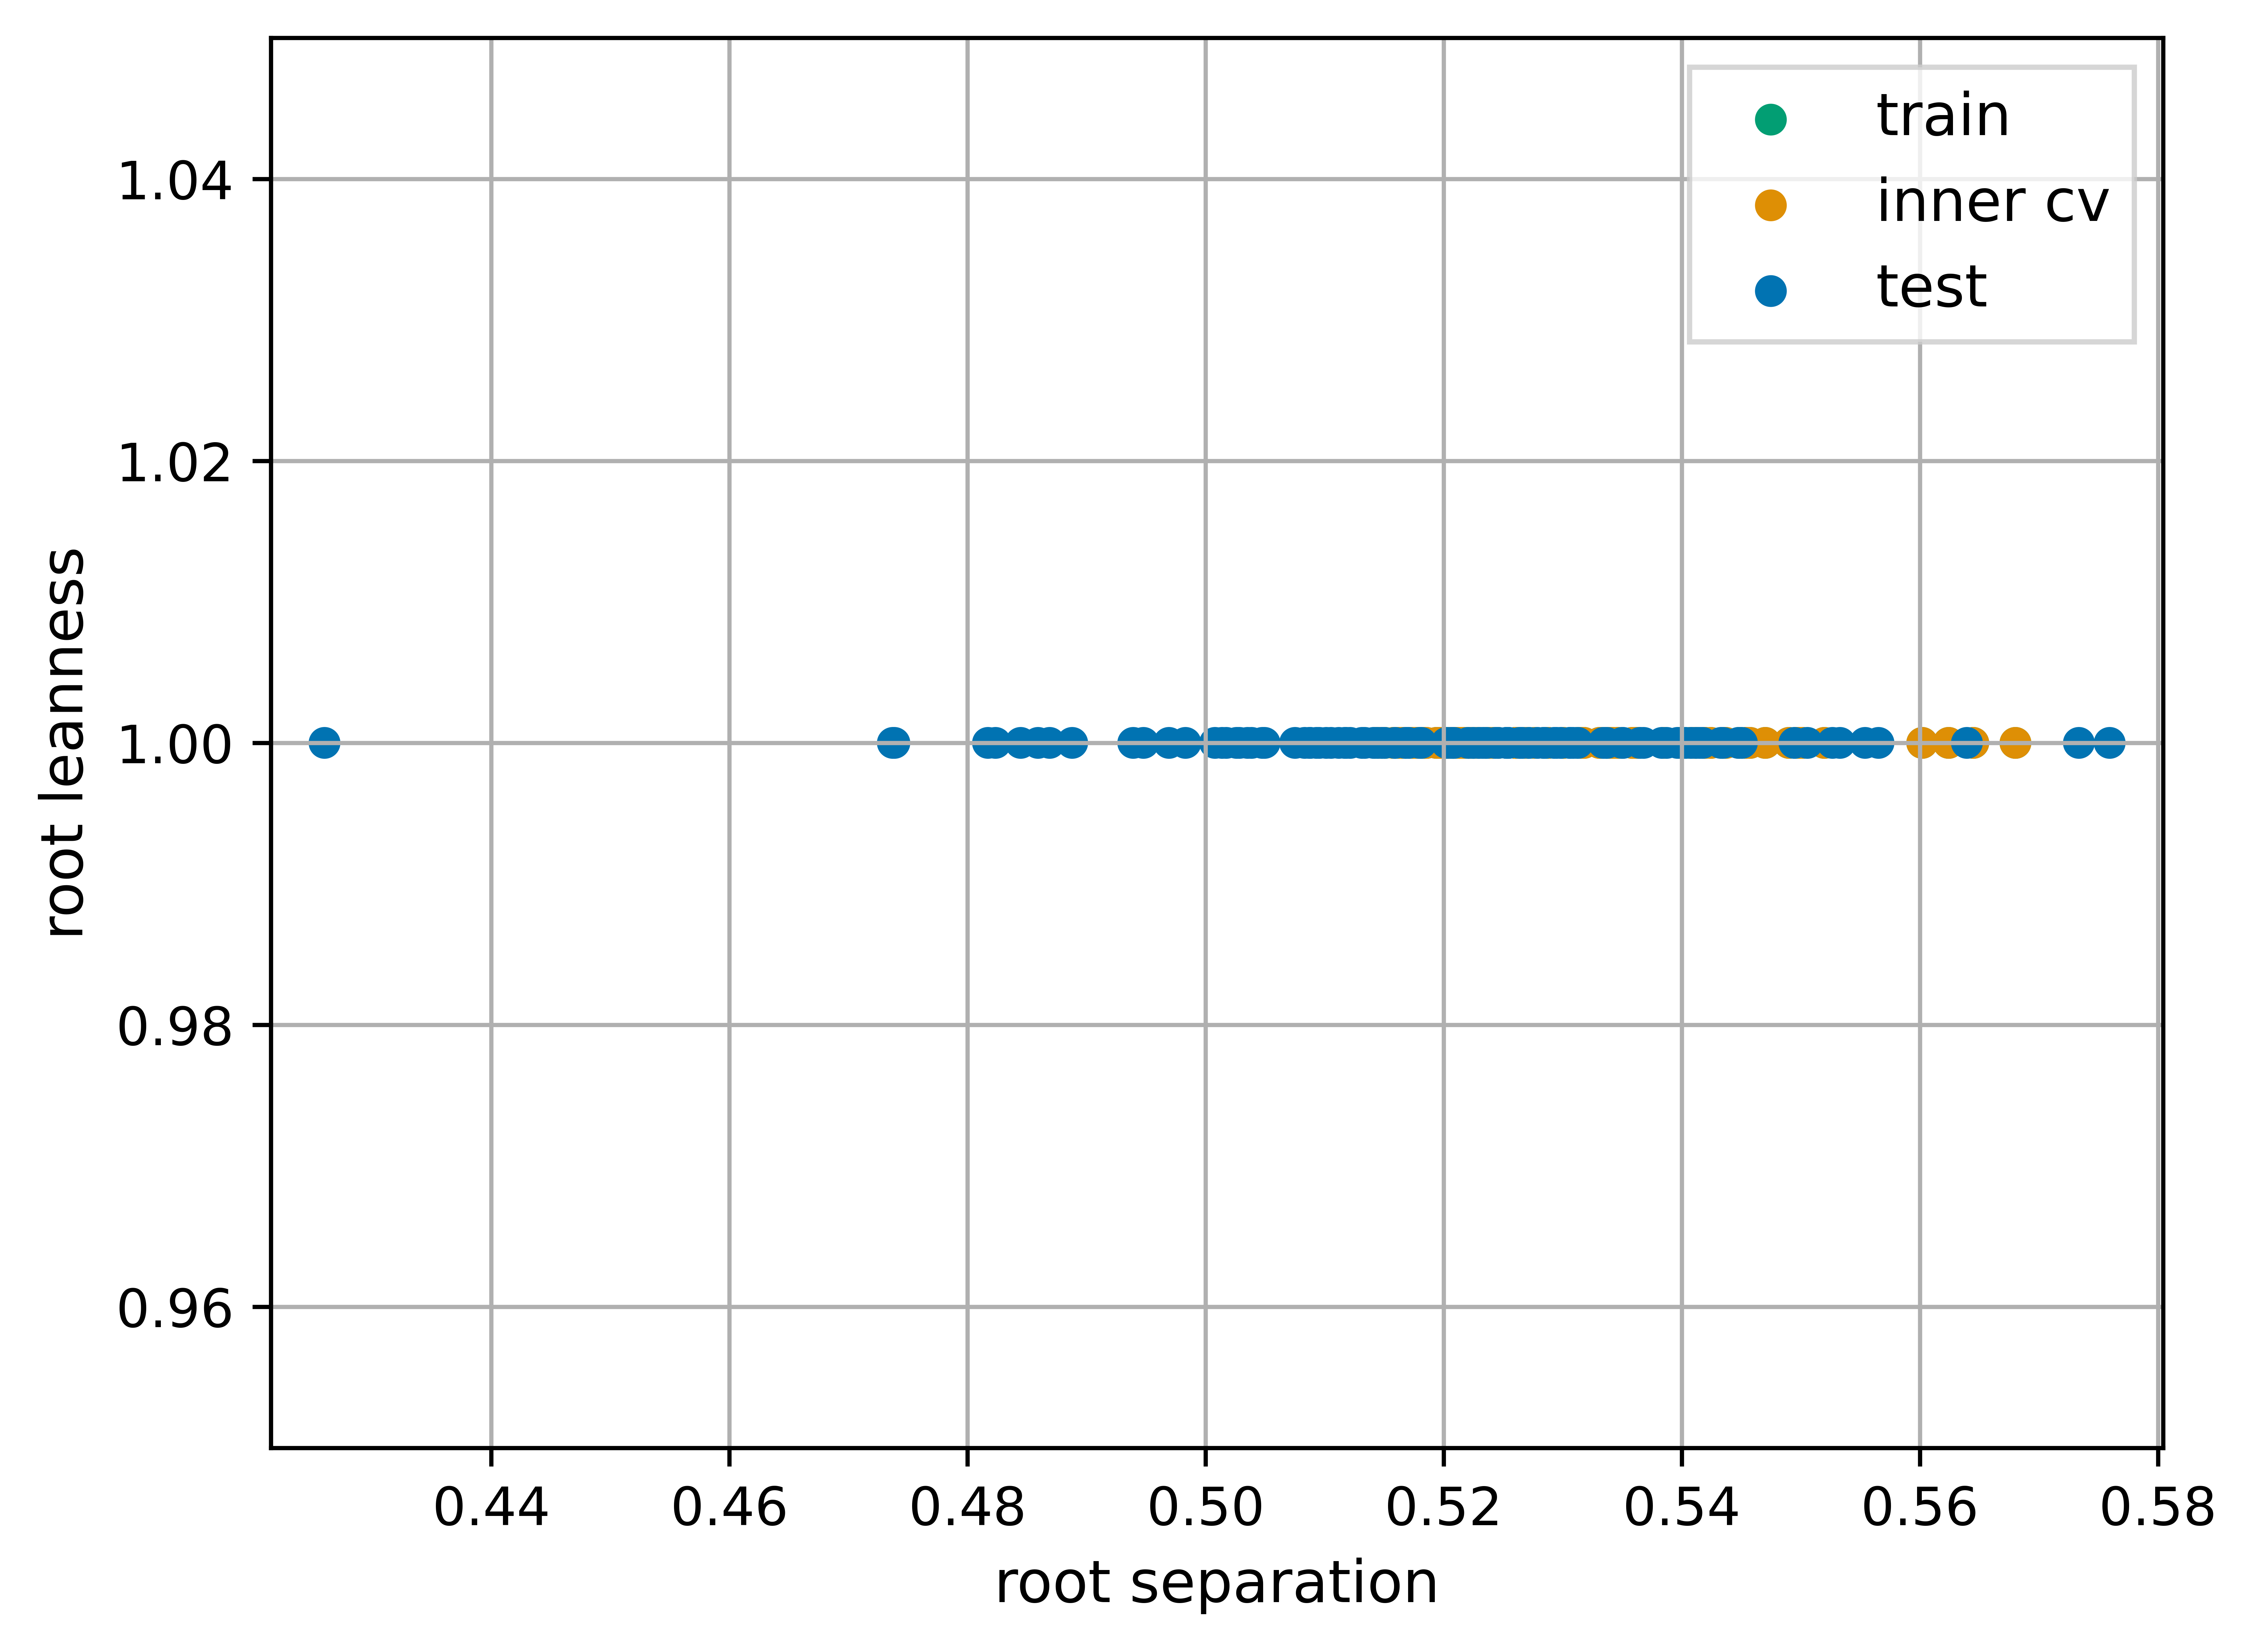 train
inner cv
test
1.04
1.02
1.00
0.98
0.96
root leanness
0.44 0.46 0.48 0.50 0.52 0.54 0.56 0.58
root separation